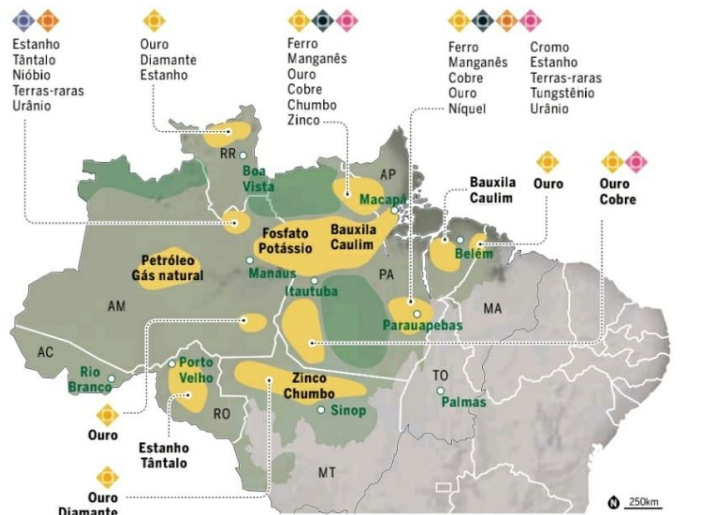 Estanho
Tântalo
Nióbio
Terras-raras
Urânio
Ouro
Diamante
Estanho
Ferro
Manganês
Ouro
Cobre
Chumbo
Zinco
Ferro
Manganês
Cobre
Ouro
Níquel
Cromo
Estanho
Terras-raras
Tungstênio
Urânio
RR
Boa
Vista
AP
Macapá
Bauxila
Caulim
Ouro
Ouro
Cobre
Fosfato
Potássio
Bauxila
Caulim
Belém
Petróleo
Gás natural
Manaus
Itautuba
PA
AM
Parauapebas
MA
AC
Rio
Branco
Porto
Velho
Zinco
Chumbo
TO
Palmas
Sinop
RO
Ouro
Estanho
Tântalo
MT
Ouro
Diamante
N 250km